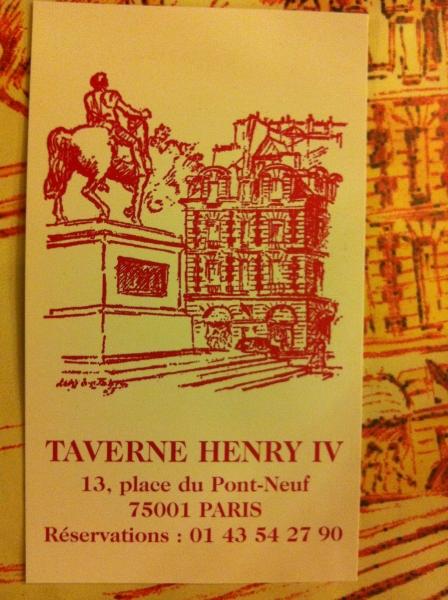 TAVERNE HENRY IV
13, place du Pont-Neuf
75001 PARIS
Réservations : 01 43 54 27 90